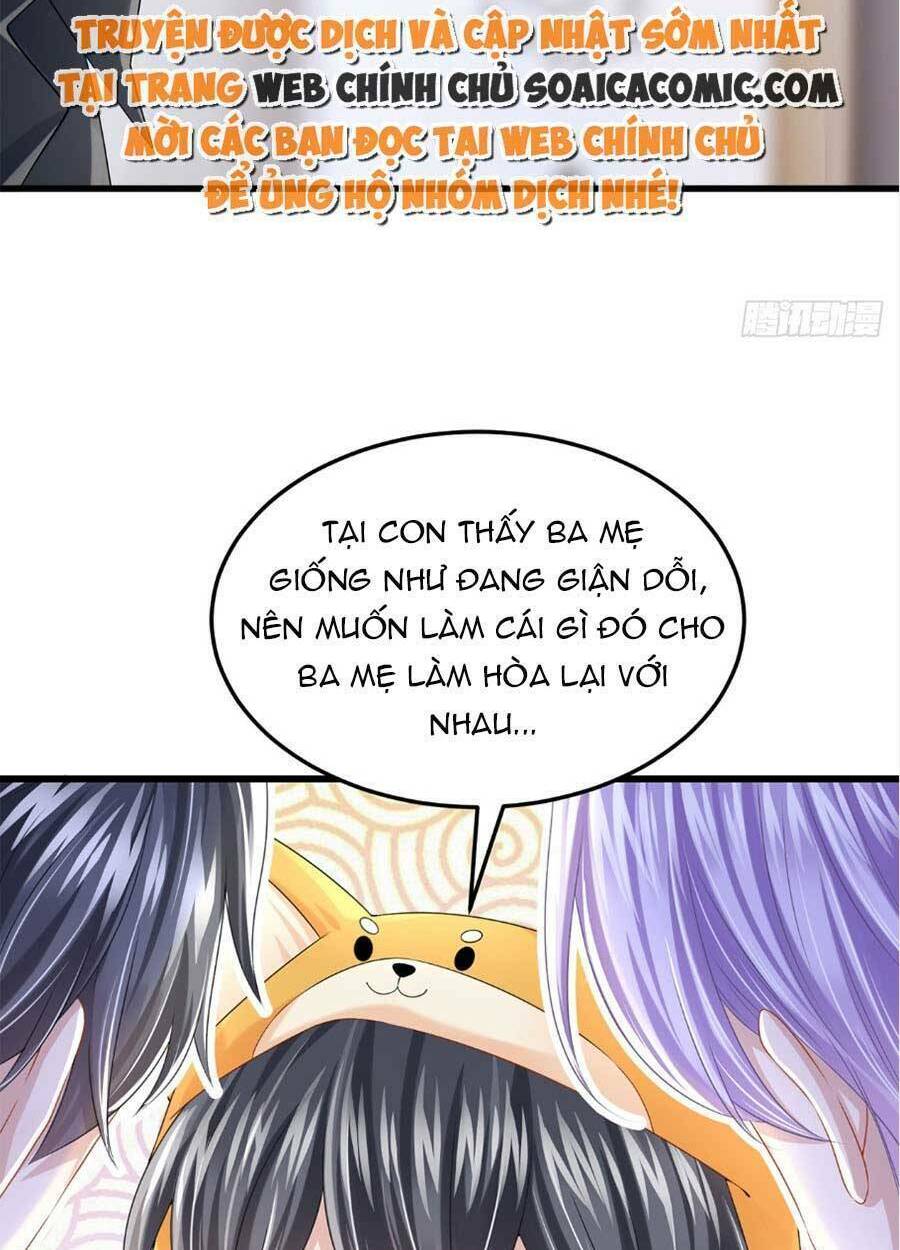 TRUYỆN ĐƯỢC DỊCH VÀ CẬP NHẬT SỚM NHẤT
TẠI TRANG WEB CHÍNH CHỦ SOAICACOMIC.COM
MỜI CÁC BẠN ĐỌC TẠI WEB CHÍNH CHỦ
ĐỂ ỦNG HỘ NHÓM DỊCH NHÉ!
腾讯动漫
TẠI CON THẤY BA MẸ
GIỐNG NHƯ ĐANG GIẬN DỖI,
NÊN MUỐN LÀM CÁI GÌ ĐÓ CHO
BA MẸ LÀM HÒA LẠI VỚI
NHAU...